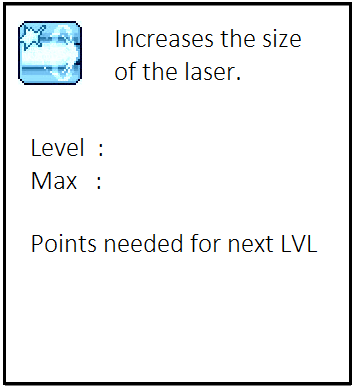 Increases the size
of the laser.
Level :
Max :
Points needed for next LVL